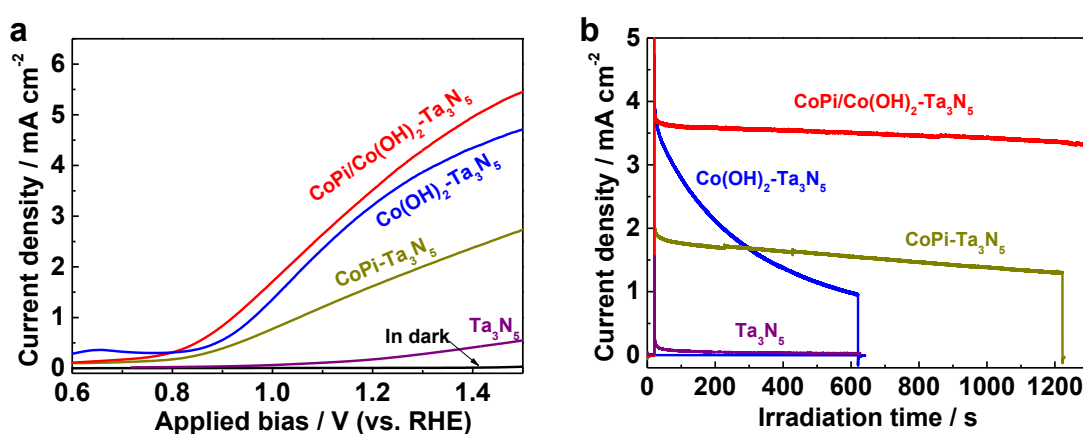 a
Current density / mA cm⁻²
6
5
4
3
2
1
0
CoPi/Co(OH)₂-Ta₃N₅
Co(OH)₂-Ta₃N₅
CoPi-Ta₃N₅
Ta₃N₅
In dark
0.6 0.8 1.0 1.2 1.4
Applied bias / V (vs. RHE)
b
Current density / mA cm⁻²
5
4
3
2
1
0
CoPi/Co(OH)₂-Ta₃N₅
Co(OH)₂-Ta₃N₅
CoPi-Ta₃N₅
Ta₃N₅
0 200 400 600 800 1000 1200
Irradiation time / s